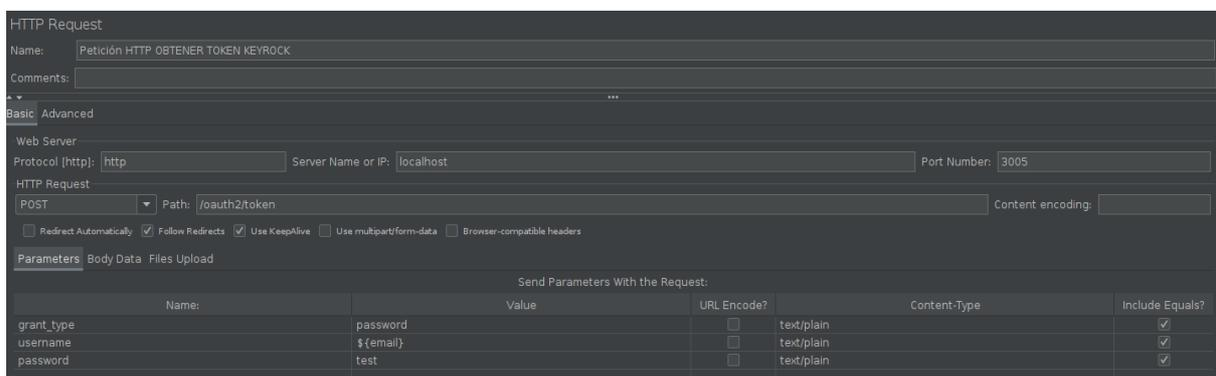 HTTP Request
Name: Petición HTTP OBTENER TOKEN KEYROCK
Comments:
Basic Advanced
Web Server
Protocol [http]: http Server Name or IP: localhost Port Number: 3005
HTTP Request
POST Path: /oauth2/token Content encoding:
Redirect Automatically Follow Redirects Use KeepAlive Use multipart/form-data Browser-compatible headers
Parameters Body Data Files Upload
Send Parameters With the Request:
Name: Value URL Encode? Content-Type Include Equals?
grant_type password text/plain
username ${email} text/plain
password test text/plain